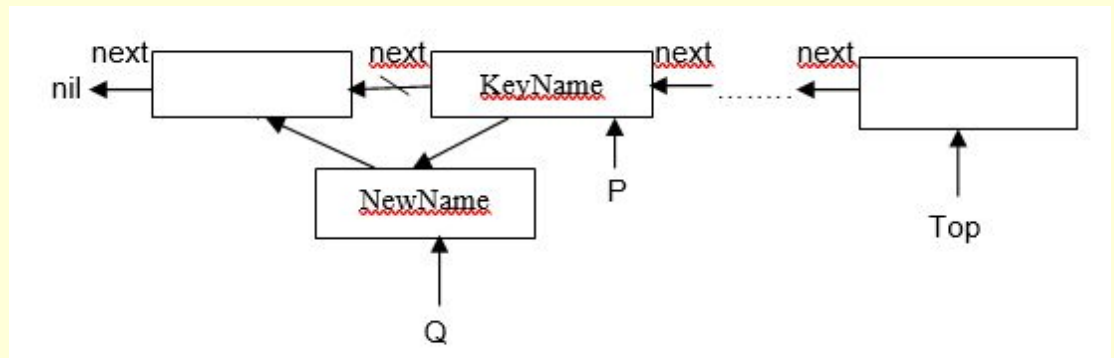 next next next next
nil KeyName ........
NewName P
Top
Q